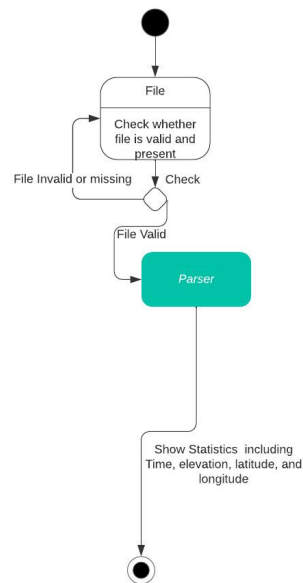 File
Check whether
file is valid and
present
File Invalid or missing
Check
File Valid
Parser
Show Statistics including
Time, elevation, latitude, and
longitude